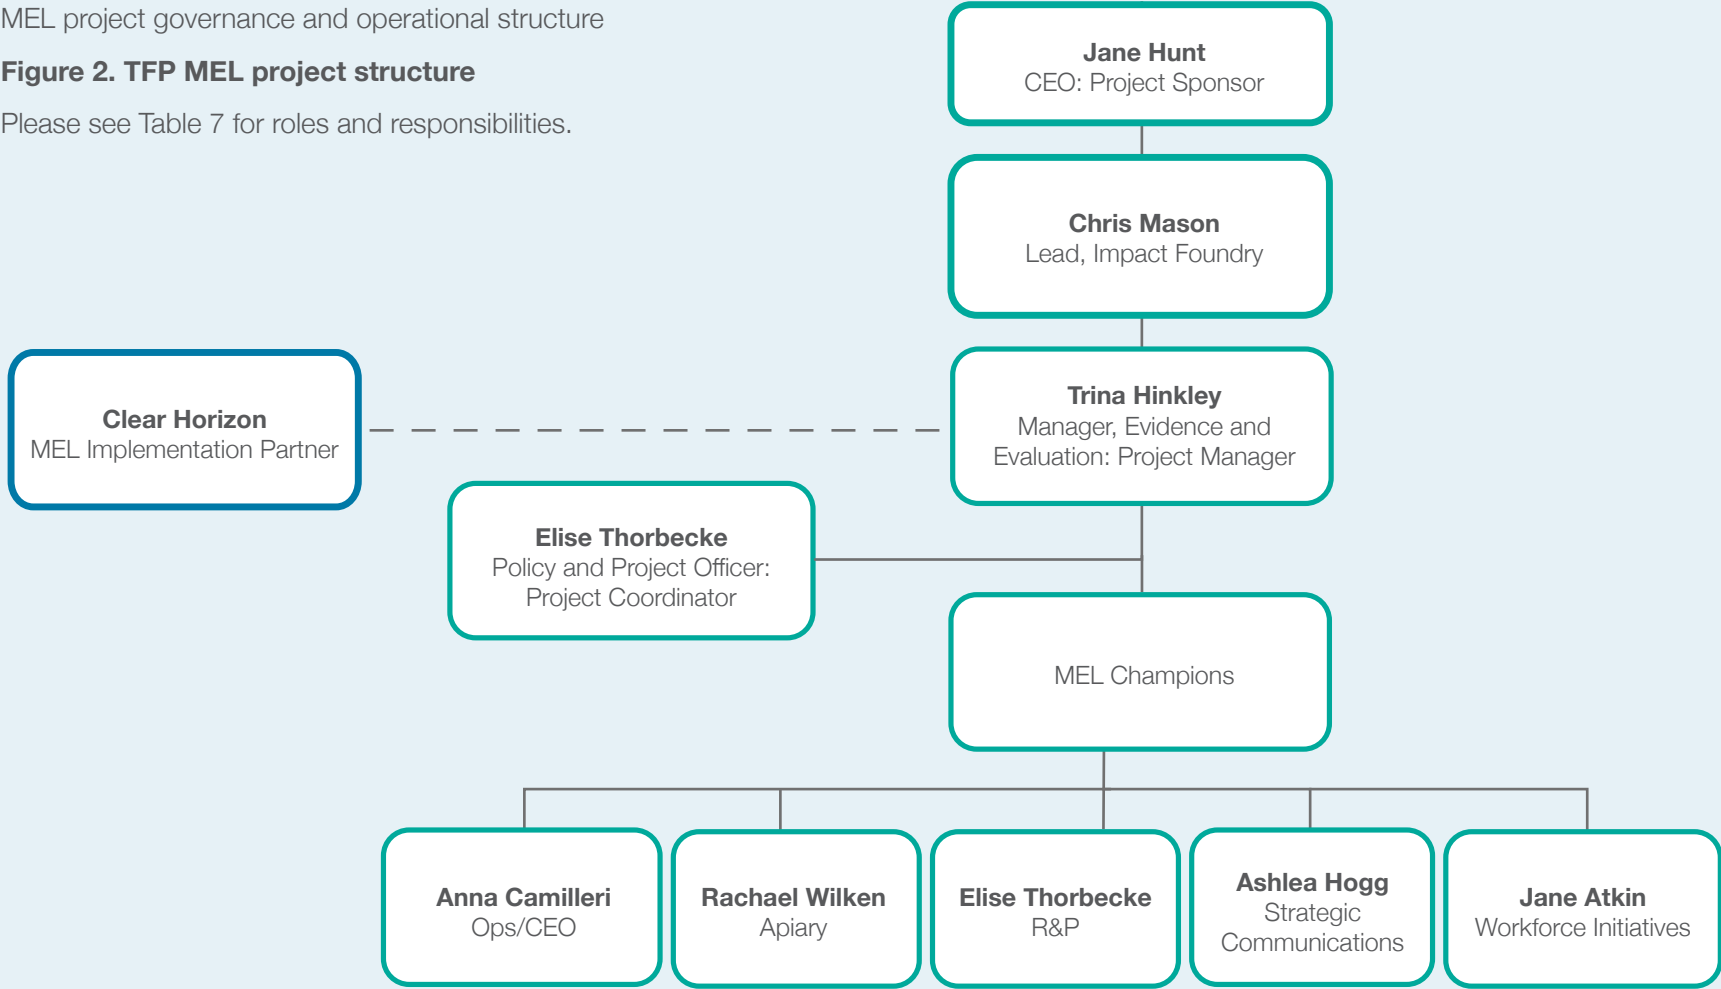 MEL project governance and operational structure
Figure 2. TFP MEL project structure
Please see Table 7 for roles and responsibilities.
Jane Hunt
CEO: Project Sponsor
Chris Mason
Lead, Impact Foundry
Trina Hinkley
Manager, Evidence and
Evaluation: Project Manager
Clear Horizon
MEL Implementation Partner
Elise Thorbecke
Policy and Project Officer:
Project Coordinator
MEL Champions
Anna Camilleri
Ops/CEO
Rachael Wilken
Apiary
Elise Thorbecke
R&P
Ashlea Hogg
Strategic
Communications
Jane Atkin
Workforce Initiatives